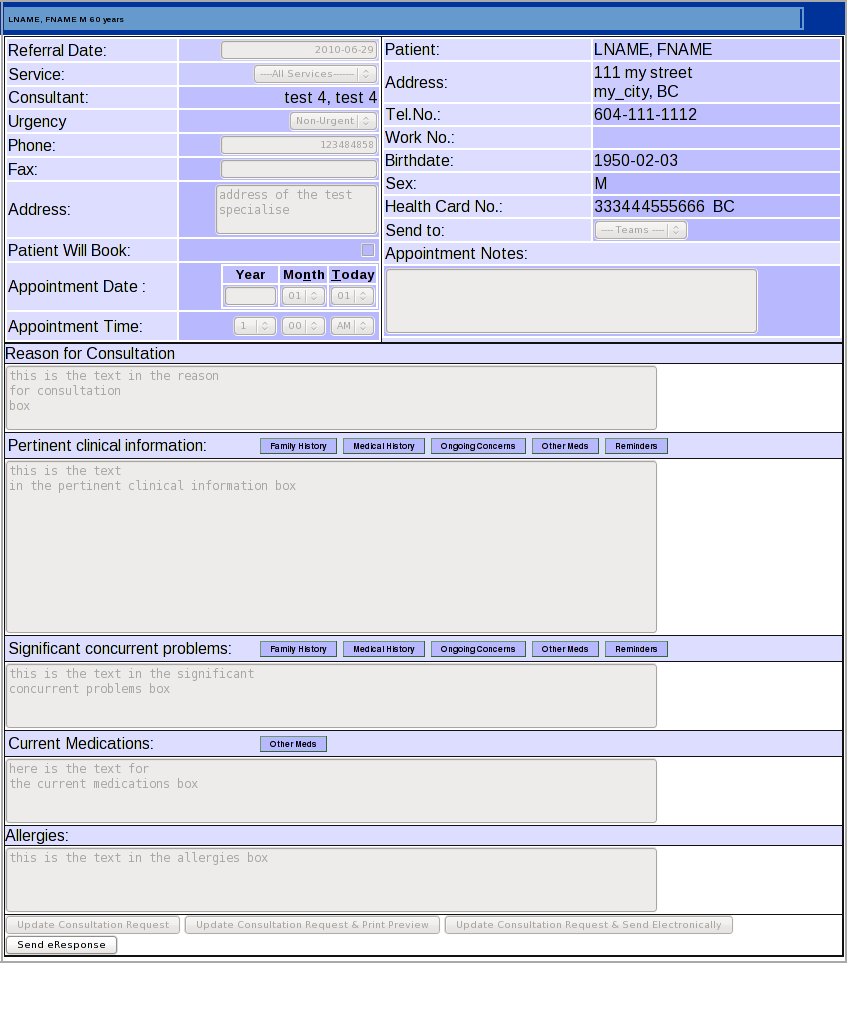 LNAME, FNAME M 60 years
Referral Date: 2010-06-29
Service: ----All Services-------
Consultant: test 4, test 4
Urgency Non-Urgent
Phone: 123484858
Fax:
Address: address of the test
specialise
Patient Will Book:
Appointment Date : Year Month Today
01 01
Appointment Time: 1 00 AM
Patient: LNAME, FNAME
Address: 111 my street
my_city, BC
Tel.No.: 604-111-1112
Work No.:
Birthdate: 1950-02-03
Sex: M
Health Card No.: 333444555666 BC
Send to: ---- Teams ----
Appointment Notes:
Reason for Consultation
this is the text in the reason
for consultation
box
Pertinent clinical information: Family History Medical History Ongoing Concerns Other Meds Reminders
this is the text
in the pertinent clinical information box
Significant concurrent problems: Family History Medical History Ongoing Concerns Other Meds Reminders
this is the text in the significant
concurrent problems box
Current Medications: Other Meds
here is the text for
the current medications box
Allergies:
this is the text in the allergies box
Update Consultation Request Update Consultation Request & Print Preview Update Consultation Request & Send Electronically
Send eResponse